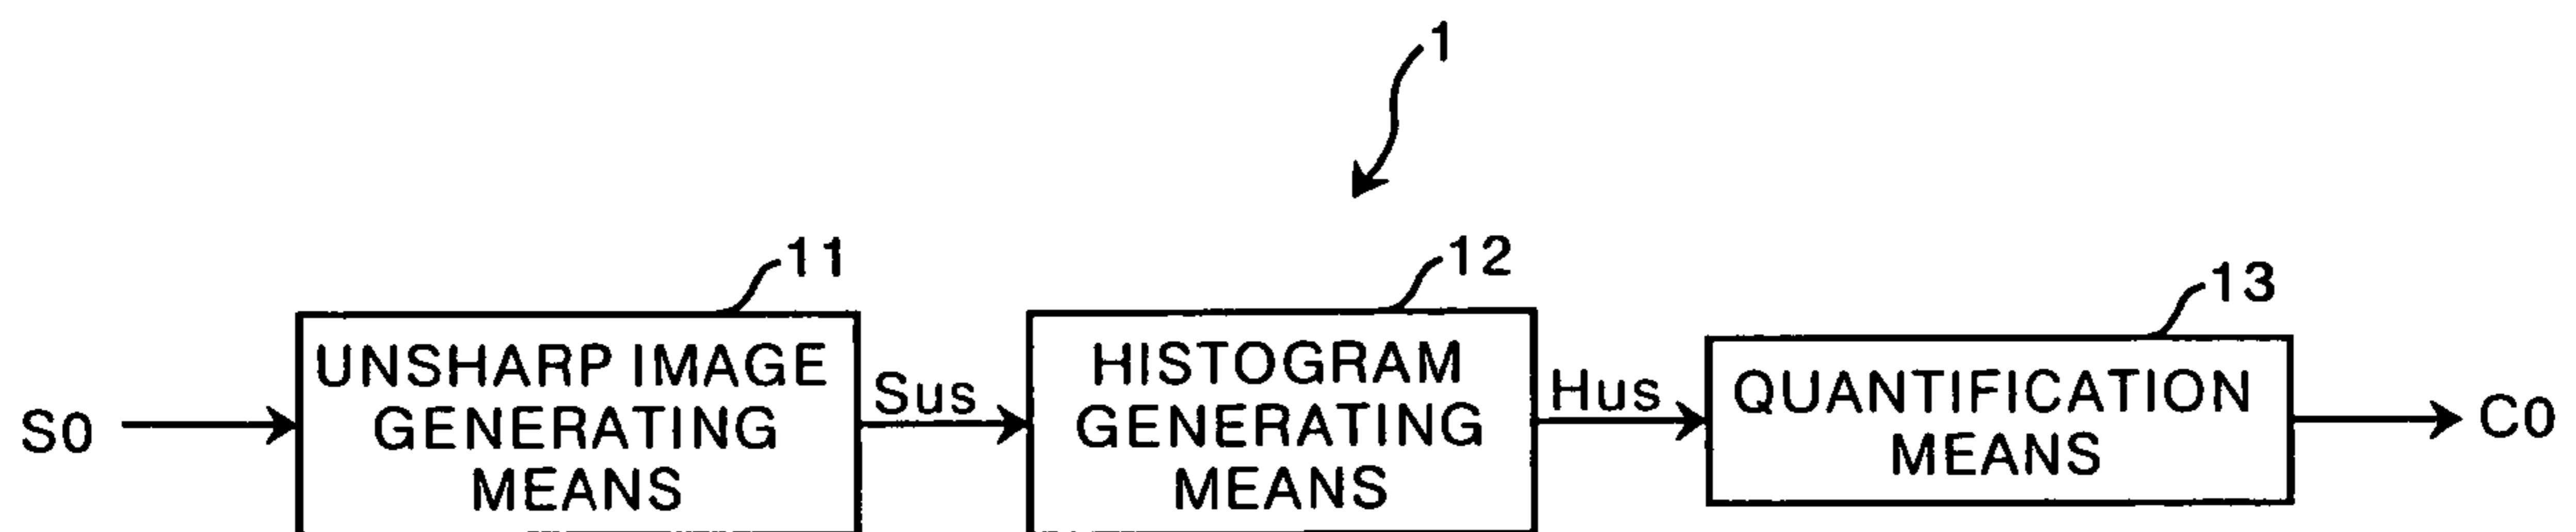 1
11
12
13
S0
UNSHARP IMAGE
GENERATING
MEANS
Sus
HISTOGRAM
GENERATING
MEANS
Hus
QUANTIFICATION
MEANS
C0